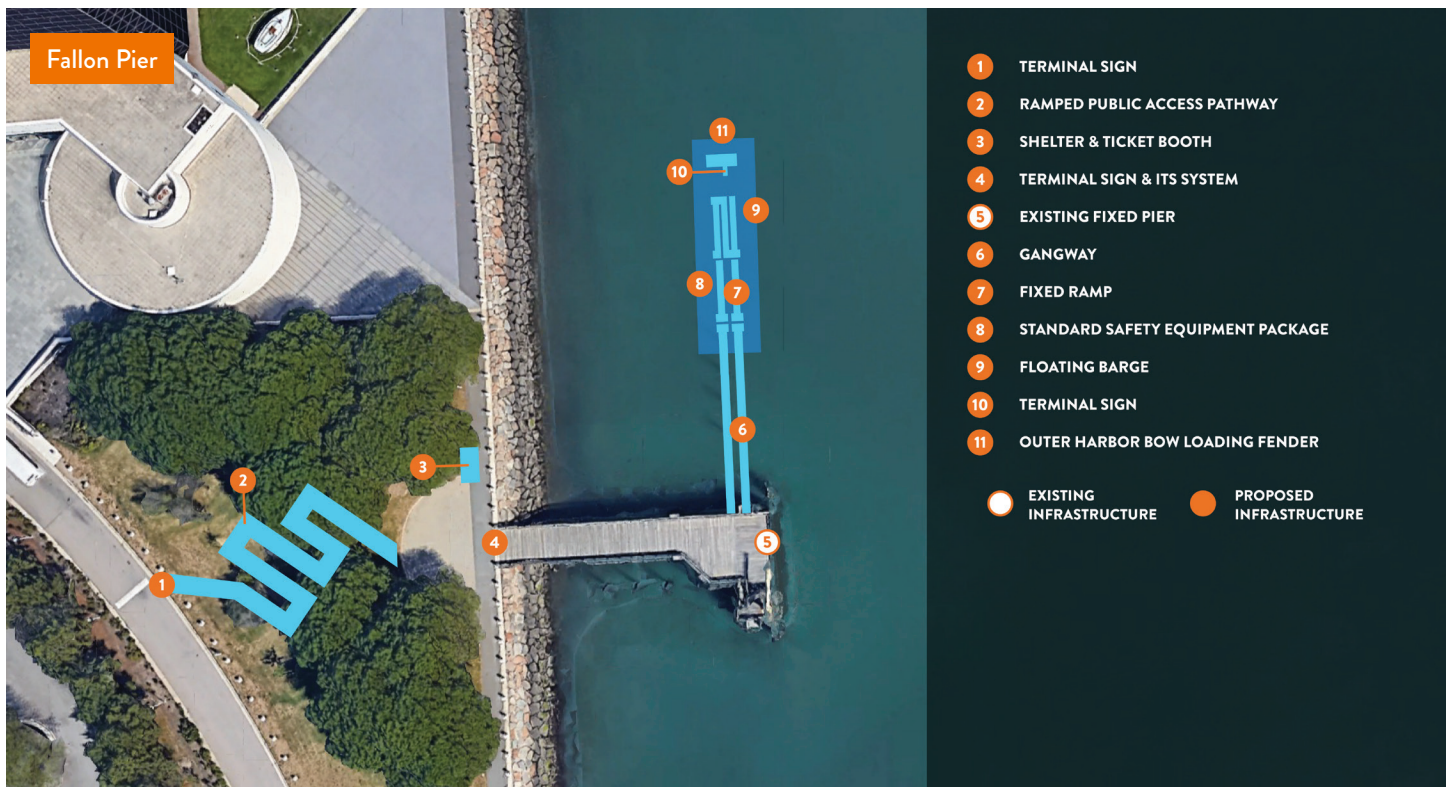 Fallon Pier
11
10
9
8
7
6
3
2
4
5
1
1 TERMINAL SIGN
2 RAMPED PUBLIC ACCESS PATHWAY
3 SHELTER & TICKET BOOTH
4 TERMINAL SIGN & ITS SYSTEM
5 EXISTING FIXED PIER
6 GANGWAY
7 FIXED RAMP
8 STANDARD SAFETY EQUIPMENT PACKAGE
9 FLOATING BARGE
10 TERMINAL SIGN
11 OUTER HARBOR BOW LOADING FENDER
EXISTING
INFRASTRUCTURE
PROPOSED
INFRASTRUCTURE